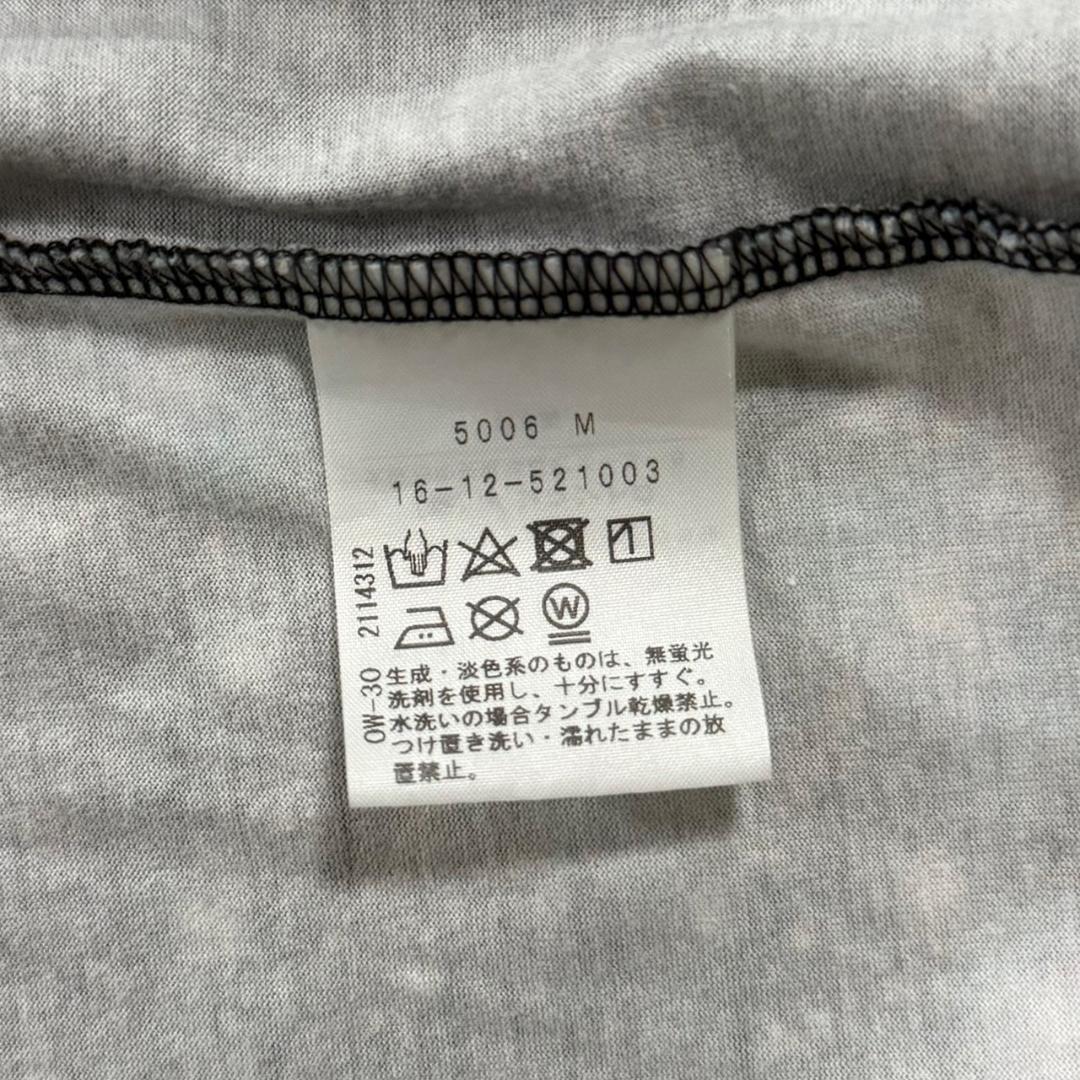 5006 M
16-12-521003
W
OW-30 2114312
生成・淡色系のものは、無蛍光
洗剤を使用し、十分にすすぐ。
水洗いの場合タンブル乾燥禁止。
つけ置き洗い・濡れたままの放
置禁止。